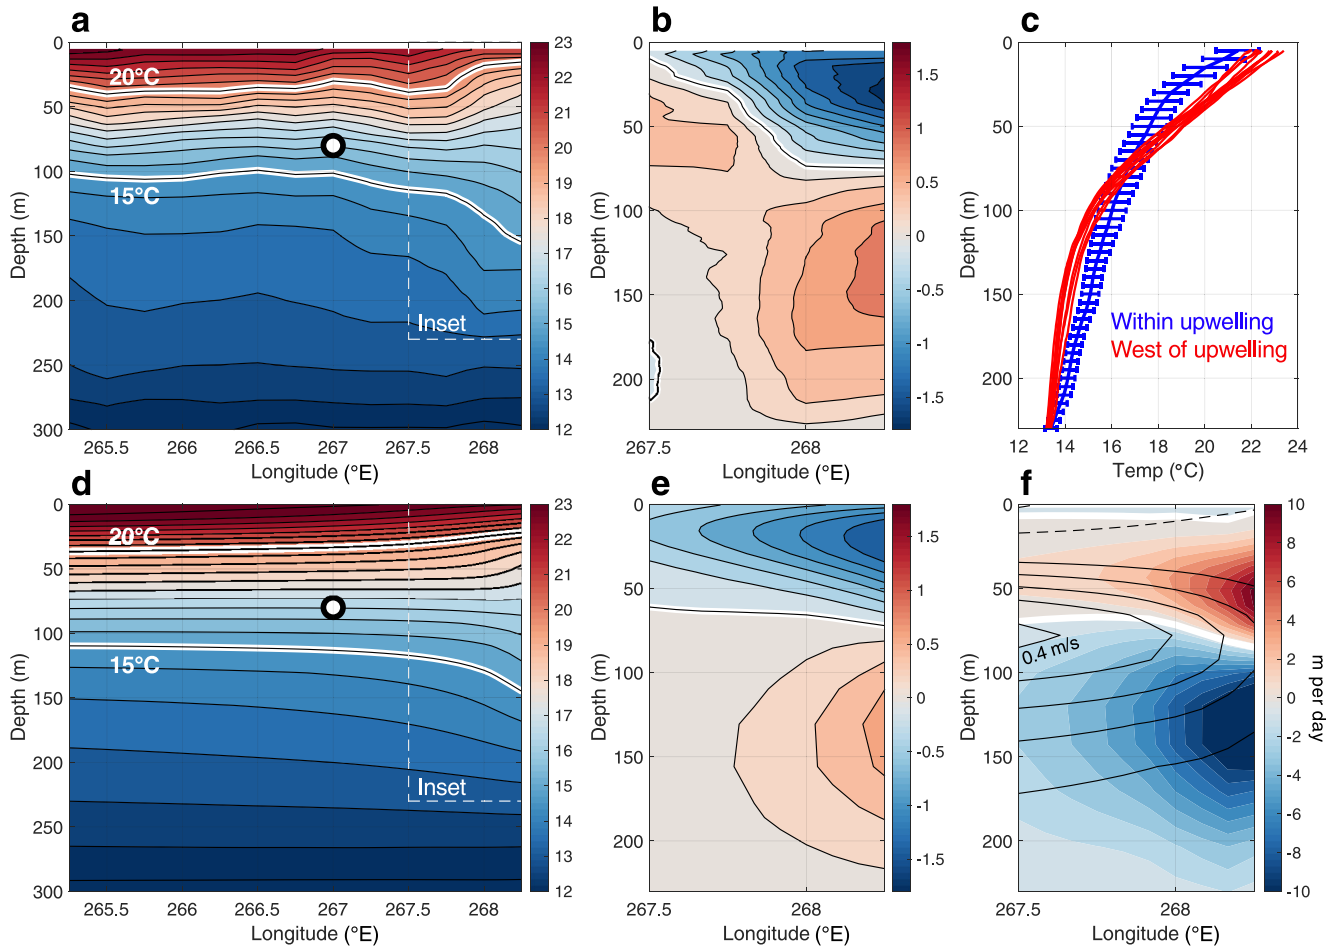 a
0
50
100
150
200
250
300
Depth (m)
20°C
15°C
Inset
265.5 266 266.5 267 267.5 268
Longitude (°E)
23
22
21
20
19
18
17
16
15
14
13
12
b
0
50
100
150
200
Depth (m)
267.5 268
Longitude (°E)
1.5
1
0.5
0
-0.5
-1
-1.5
c
0
50
100
150
200
Depth (m)
Within upwelling
West of upwelling
12 14 16 18 20 22 24
Temp (°C)
d
0
50
100
150
200
250
300
Depth (m)
20°C
15°C
Inset
265.5 266 266.5 267 267.5 268
Longitude (°E)
23
22
21
20
19
18
17
16
15
14
13
12
e
0
50
100
150
200
Depth (m)
267.5 268
Longitude (°E)
1.5
1
0.5
0
-0.5
-1
-1.5
f
0
50
100
150
200
Depth (m)
0.4 m/s
267.5 268
Longitude (°E)
10
8
6
4
2
0
-2
-4
-6
-8
-10
m per day